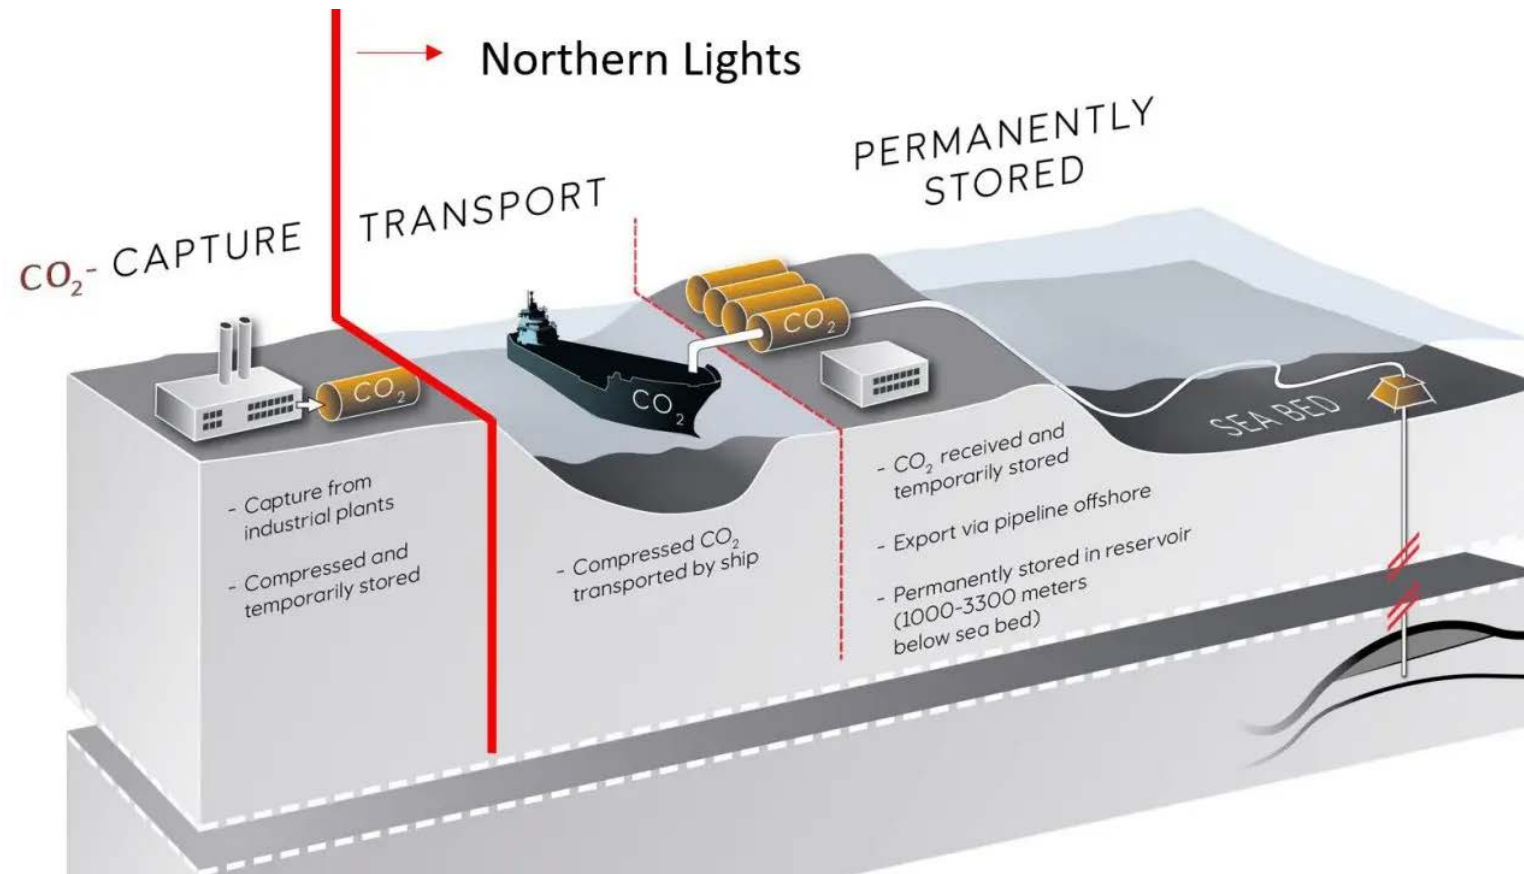 Northern Lights
CO₂- CAPTURE
TRANSPORT
PERMANENTLY
STORED
CO₂
CO₂
CO₂
SEA BED
- Capture from
industrial plants
- Compressed and
temporarily stored
- Compressed CO₂
transported by ship
- CO₂ received and
temporarily stored
- Export via pipeline offshore
- Permanently stored in reservoir
(1000-3300 meters
below sea bed)